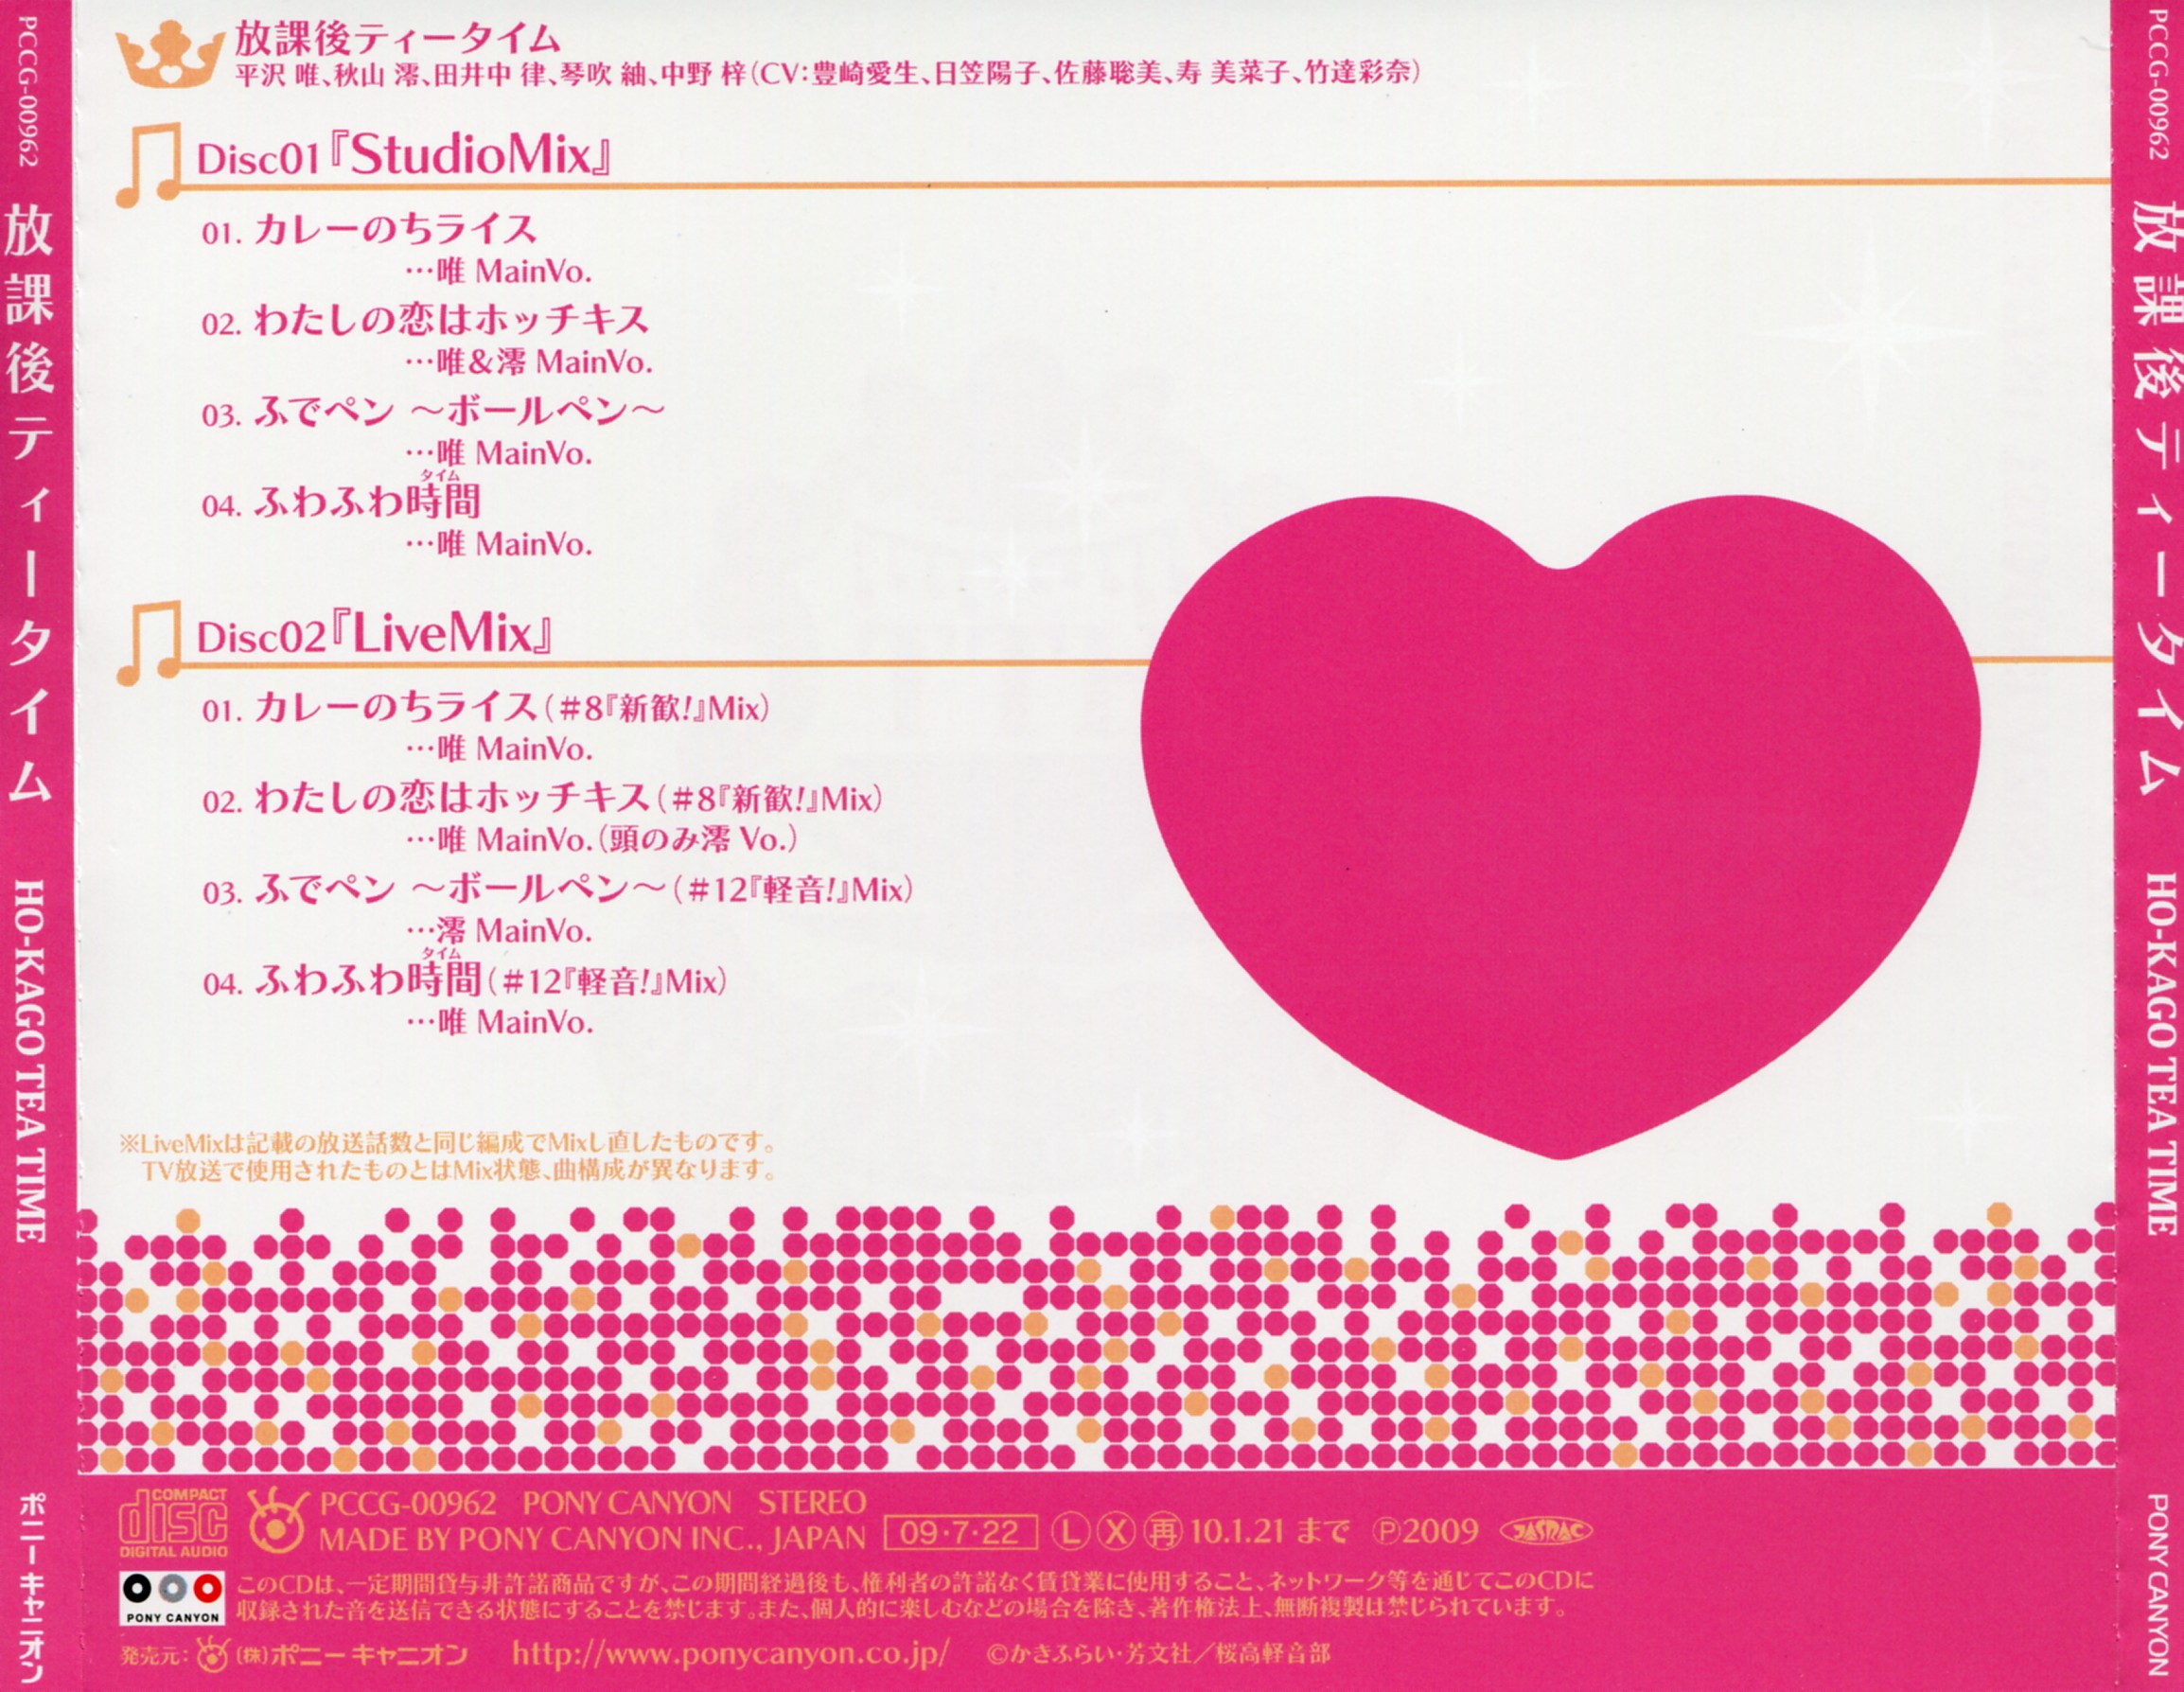 放課後ティータイム
平沢 唯、秋山 澪、田井中 律、琴吹 紬、中野 梓(CV:豊崎愛生、日笠陽子、佐藤聡美、寿 美菜子、竹達彩奈)
Disc01『StudioMix』
01. カレーのちライス
…唯 MainVo.
02. わたしの恋はホッチキス
…唯&澪 MainVo.
03. ふでペン ～ボールペン～
…唯 MainVo.
タイム
04. ふわふわ時間
…唯 MainVo.
Disc02『LiveMix』
01. カレーのちライス(#8『新歓!』Mix)
…唯 MainVo.
02. わたしの恋はホッチキス(#8『新歓!』Mix)
…唯 MainVo.(頭のみ澪 Vo.)
03. ふでペン ～ボールペン～(#12『軽音!』Mix)
…澪 MainVo.
タイム
04. ふわふわ時間(#12『軽音!』Mix)
…唯 MainVo.
※LiveMixは記載の放送話数と同じ編成でMixし直したものです。
TV放送で使用されたものとはMix状態、曲構成が異なります。
COMPACT
disc
DIGITAL AUDIO
PCCG-00962 PONY CANYON STEREO
MADE BY PONY CANYON INC., JAPAN
09·7·22
Ⓛ Ⓧ 再 10.1.21 まで Ⓟ2009 JASRAC
PONY CANYON
このCDは、一定期間貸与非許諾商品ですが、この期間経過後も、権利者の許諾なく賃貸業に使用すること、ネットワーク等を通じてこのCDに
収録された音を送信できる状態にすることを禁じます。また、個人的に楽しむなどの場合を除き、著作権法上、無断複製は禁じられています。
発売元: (株)ポニーキャニオン http://www.ponycanyon.co.jp/ ©かきふらい・芳文社／桜高軽音部
PCCG-00962 放課後ティータイム HO-KAGO TEA TIME ポニーキャニオン
PCCG-00962 放課後ティータイム HO-KAGO TEA TIME PONY CANYON